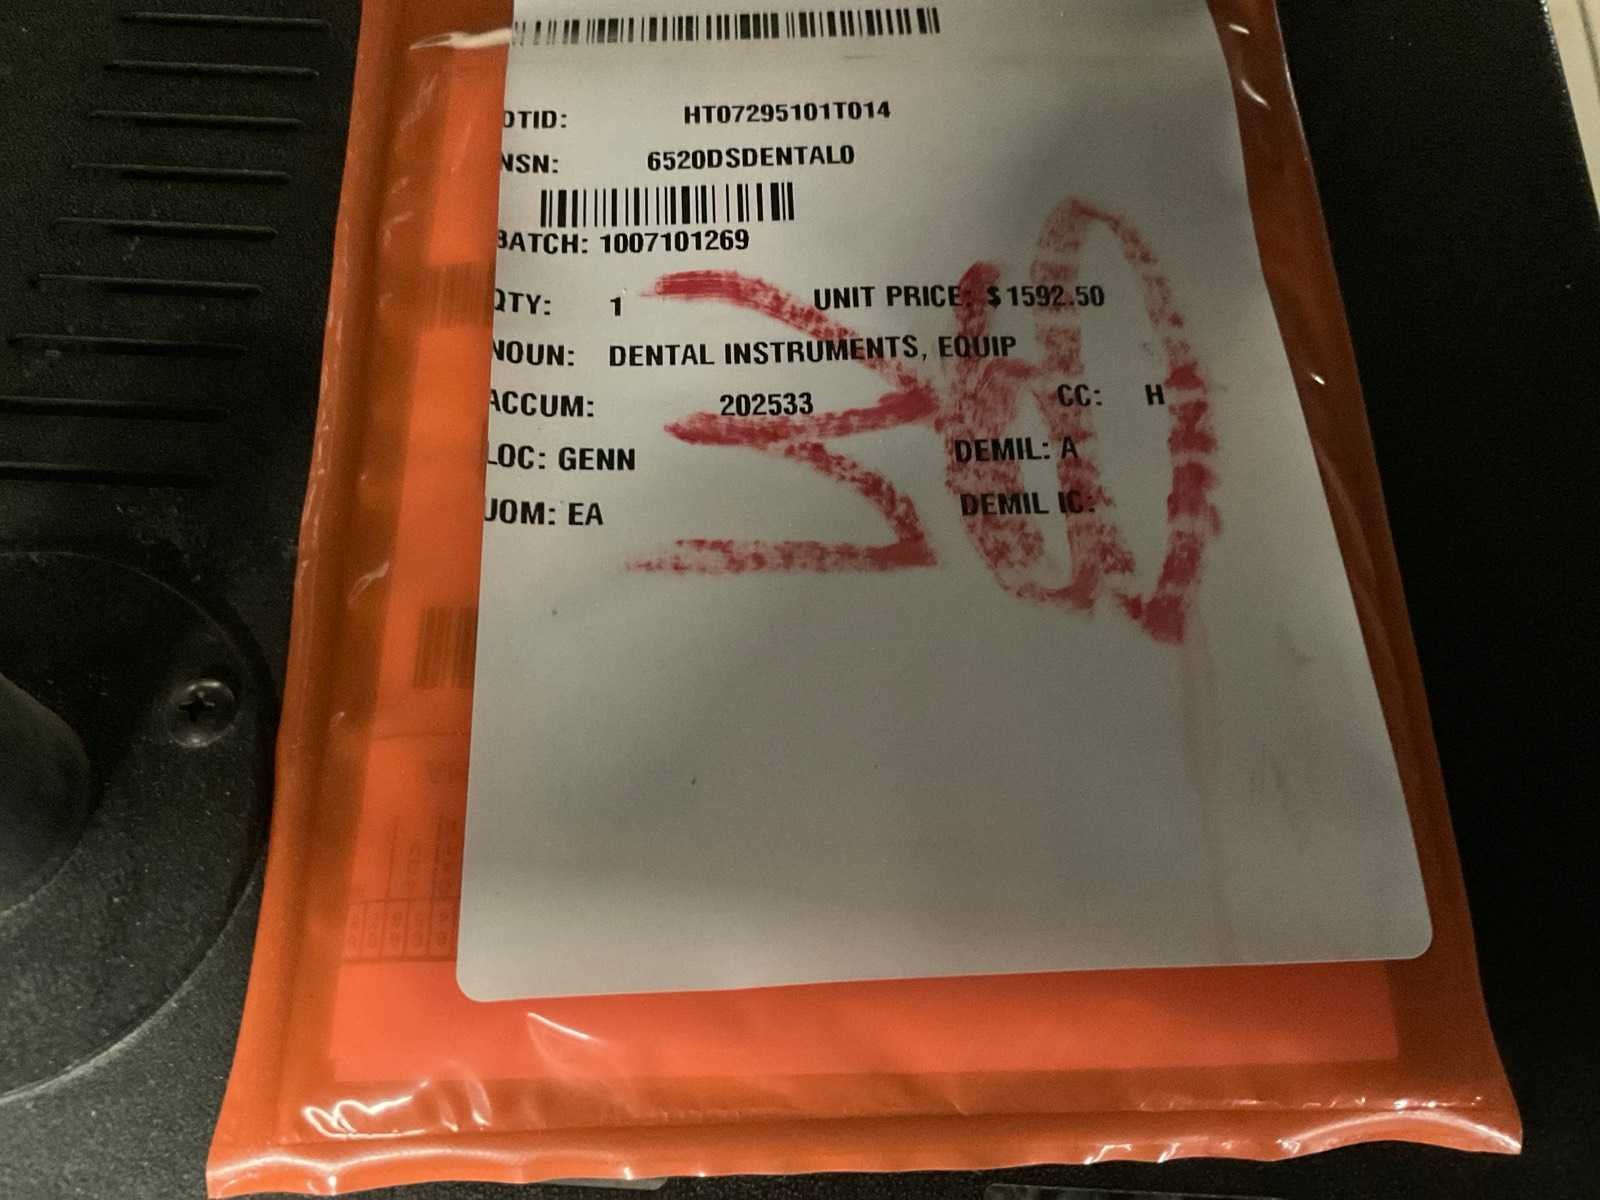 DTID: HT07295101T014
NSN: 6520DSDENTAL0
BATCH: 1007101269
QTY: 1 UNIT PRICE: $1592.50
NOUN: DENTAL INSTRUMENTS, EQUIP
ACCUM: 202533 CC: H
LOC: GENN DEMIL: A
UOM: EA DEMIL IC:
30